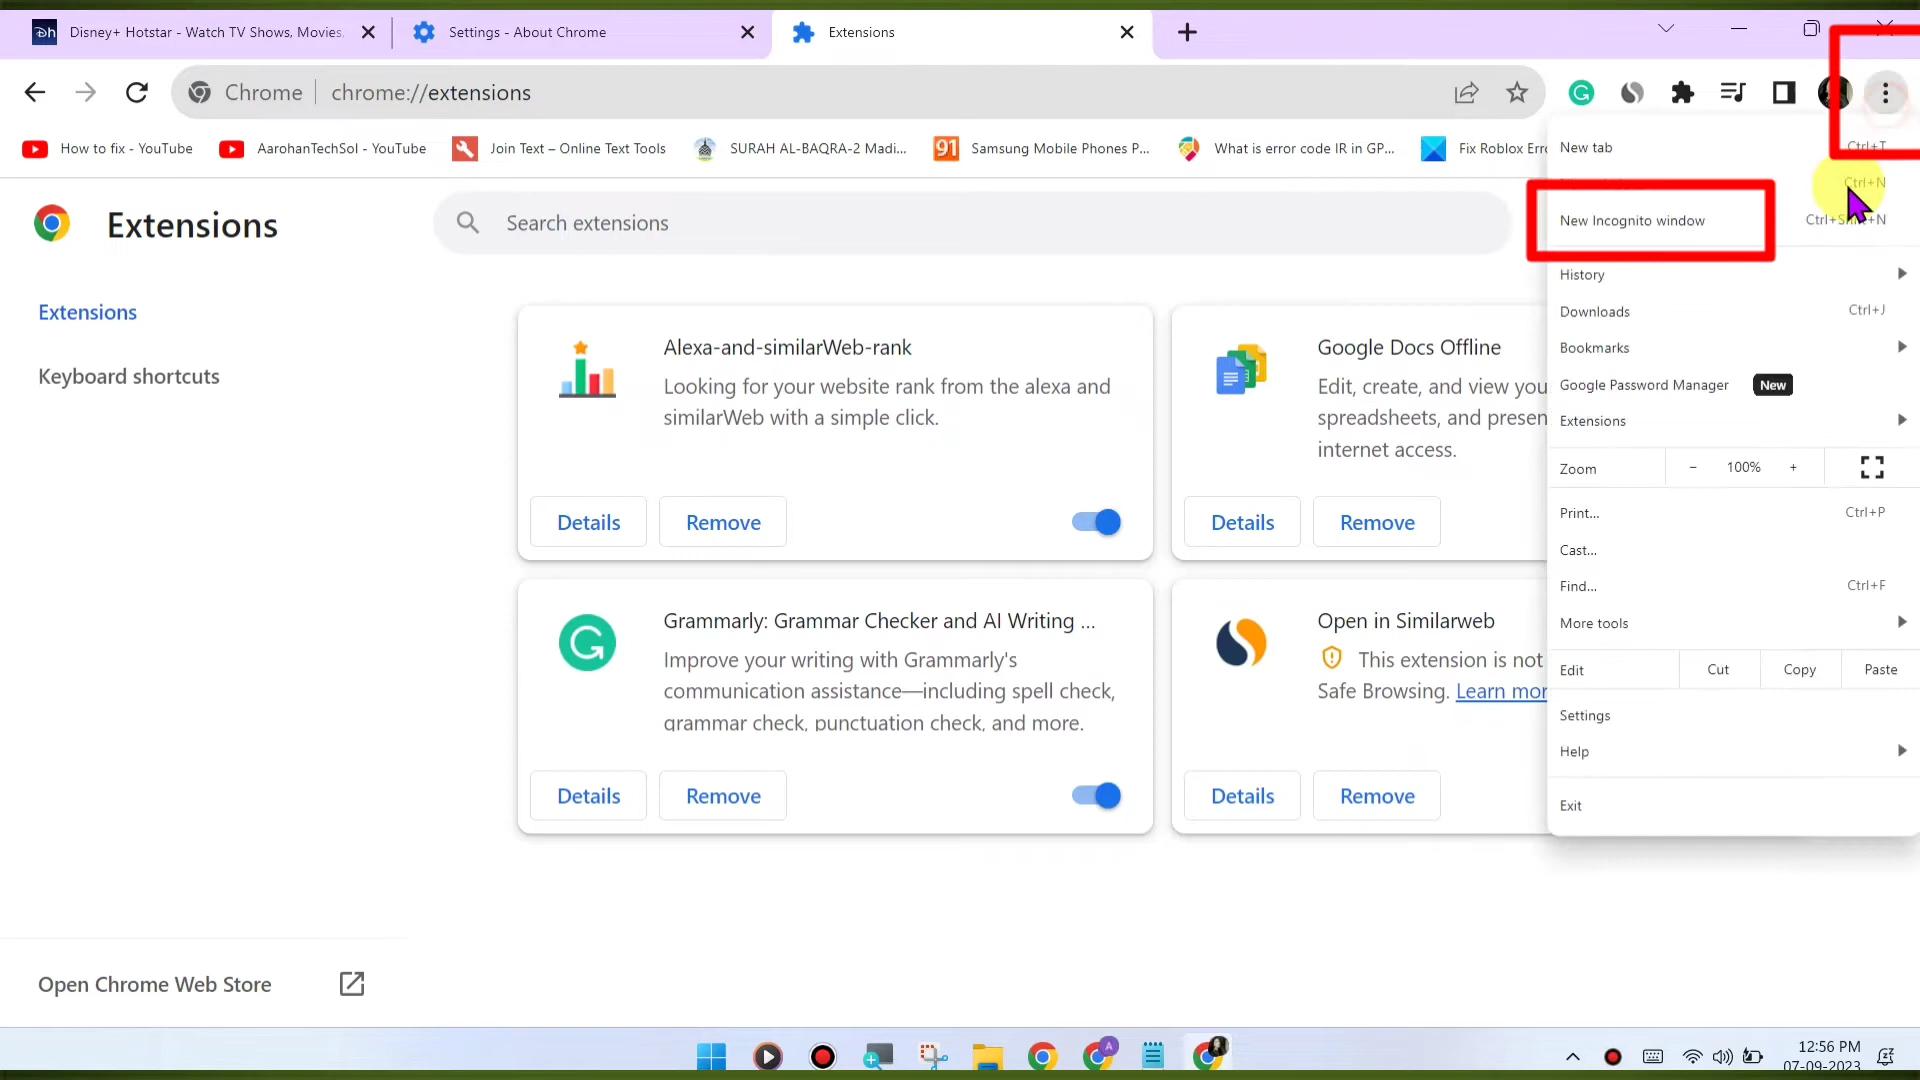 Disney+ Hotstar - Watch TV Shows, Movies,
Settings - About Chrome
Extensions
Chrome
chrome://extensions
How to fix - YouTube
AarohanTechSol - YouTube
Join Text – Online Text Tools
SURAH AL-BAQRA-2 Madi...
91
Samsung Mobile Phones P...
What is error code IR in GP...
Fix Roblox Erro
New tab
Ctrl+T
Ctrl+N
New Incognito window
Ctrl+Shift+N
History
Downloads
Ctrl+J
Bookmarks
Google Password Manager
New
Extensions
Zoom
−
100%
+
Print...
Ctrl+P
Cast...
Find...
Ctrl+F
More tools
Edit
Cut
Copy
Paste
Settings
Help
Exit
Extensions
Search extensions
Extensions
Keyboard shortcuts
Alexa-and-similarWeb-rank
Looking for your website rank from the alexa and
similarWeb with a simple click.
Details
Remove
Google Docs Offline
Edit, create, and view you
spreadsheets, and presen
internet access.
Details
Remove
Grammarly: Grammar Checker and AI Writing ...
Improve your writing with Grammarly's
communication assistance—including spell check,
grammar check, punctuation check, and more.
Details
Remove
Open in Similarweb
This extension is not
Safe Browsing. Learn mor
Details
Remove
Open Chrome Web Store
12:56 PM
07-09-2023